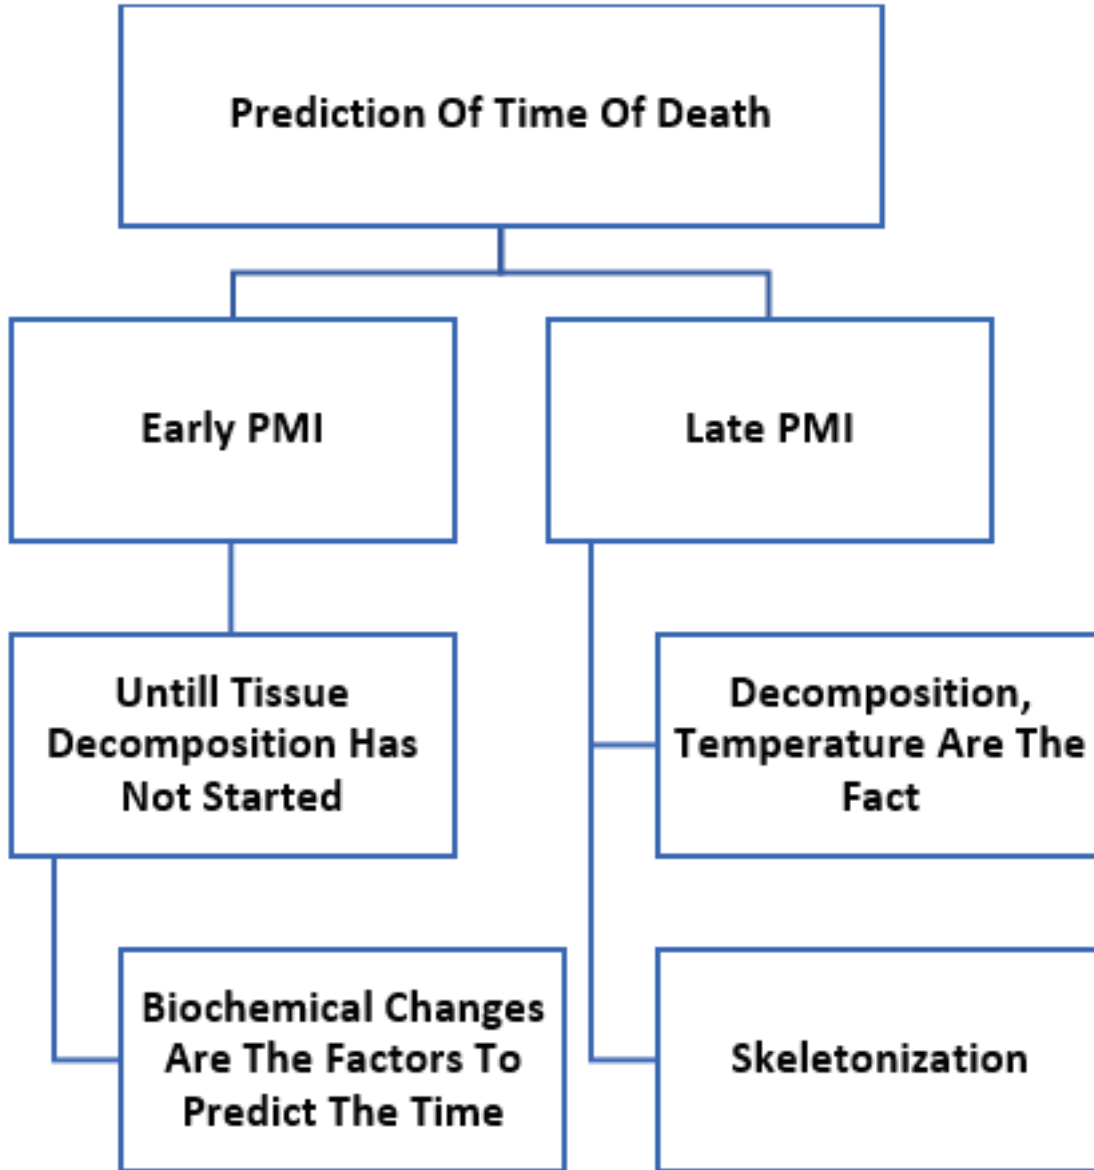 Prediction Of Time Of Death
Early PMI
Late PMI
Untill Tissue
Decomposition Has
Not Started
Decomposition,
Temperature Are The
Fact
Biochemical Changes
Are The Factors To
Predict The Time
Skeletonization